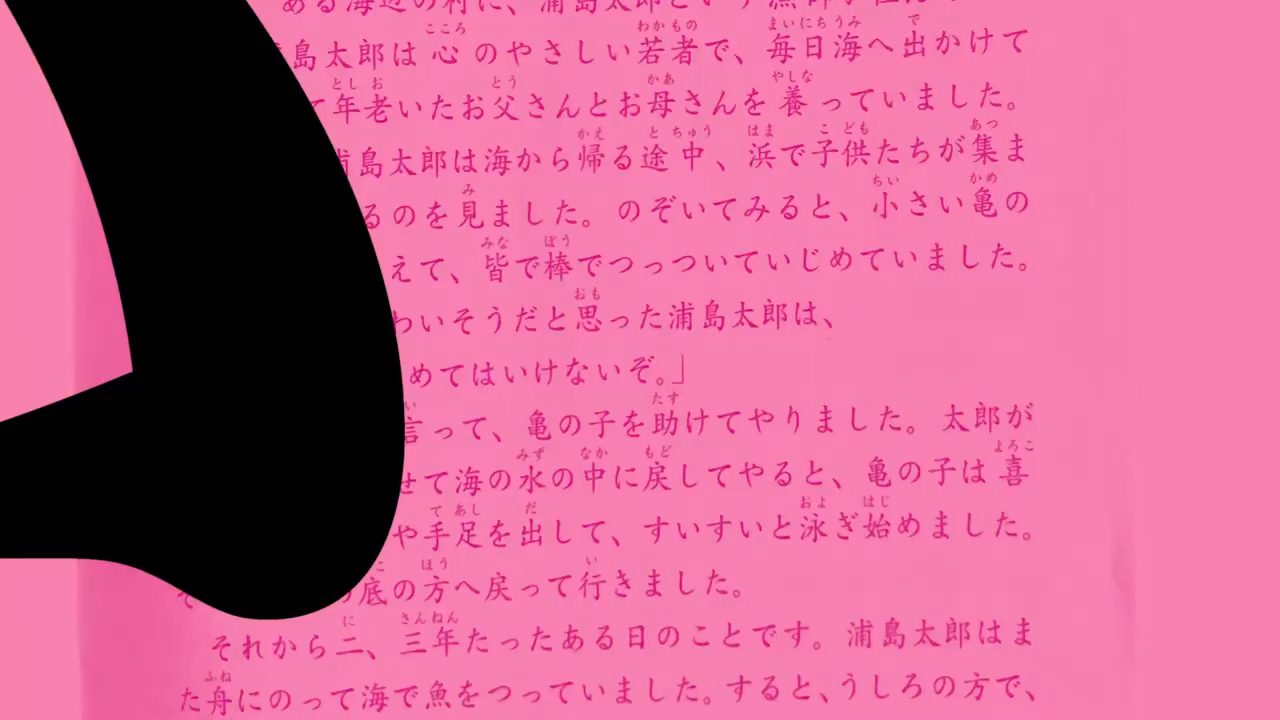 ある海辺の村に、浦島太郎という漁師が住んで
島太郎は心のやさしい若者で、毎日海へ出かけて
年老いたお父さんとお母さんを養っていました。
島太郎は海から帰る途中、浜で子供たちが集ま
るのを見ました。のぞいてみると、小さい亀の
えて、皆で棒でつっついていじめていました。
わいそうだと思った浦島太郎は、
めてはいけないぞ。」
言って、亀の子を助けてやりました。太郎が
せて海の水の中に戻してやると、亀の子は喜
や手足を出して、すいすいと泳ぎ始めました。
底の方へ戻って行きました。
それから二、三年たったある日のことです。浦島太郎はま
た舟にのって海で魚をつっていました。すると、うしろの方で、